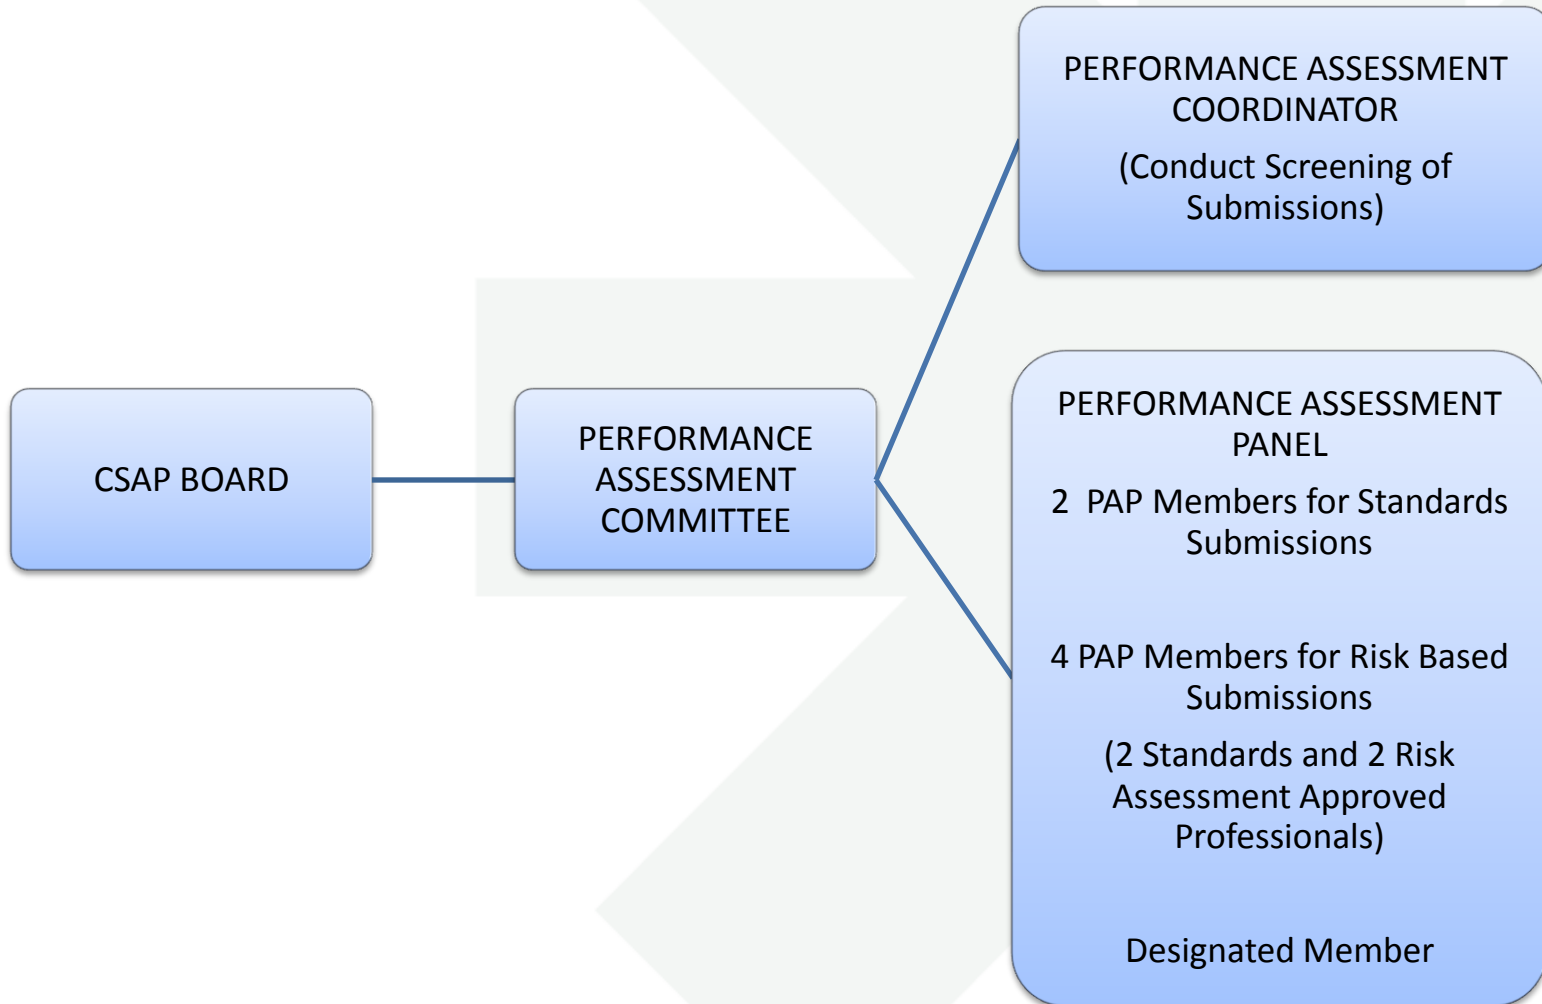 CSAP BOARD
PERFORMANCE
ASSESSMENT
COMMITTEE
PERFORMANCE ASSESSMENT
COORDINATOR
(Conduct Screening of
Submissions)
PERFORMANCE ASSESSMENT
PANEL
2 PAP Members for Standards
Submissions
4 PAP Members for Risk Based
Submissions
(2 Standards and 2 Risk
Assessment Approved
Professionals)
Designated Member